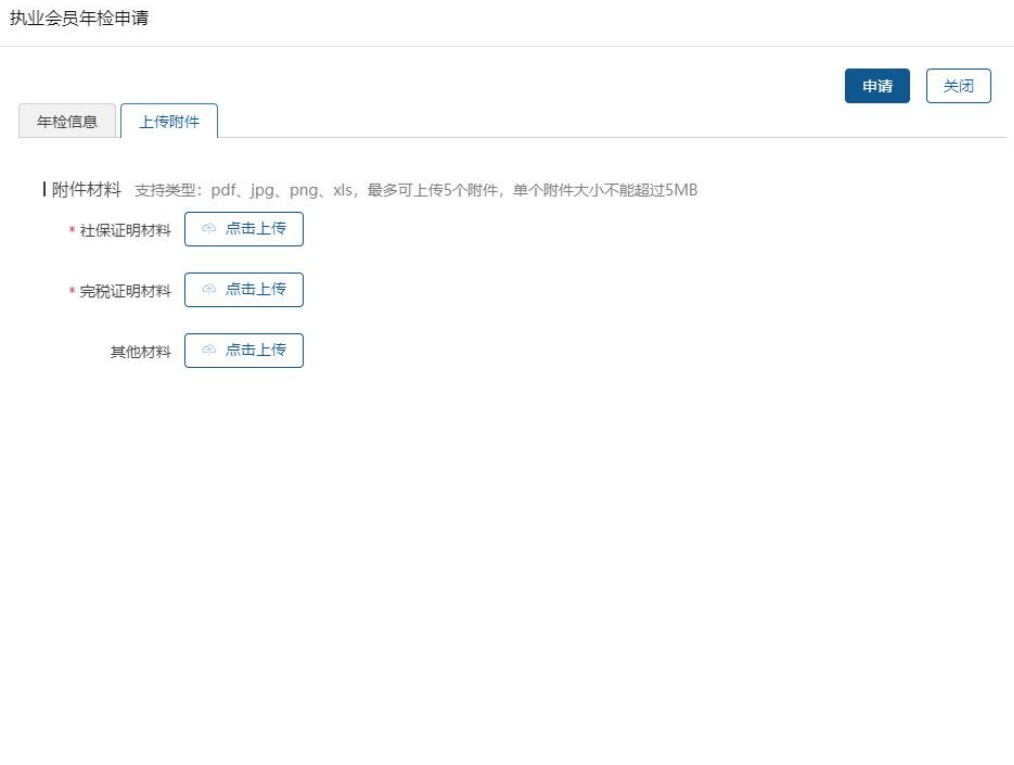 执业会员年检申请
申请 关闭
年检信息 上传附件
附件材料 支持类型：pdf、jpg、png、xls，最多可上传5个附件，单个附件大小不能超过5MB
* 社保证明材料 点击上传
* 完税证明材料 点击上传
其他材料 点击上传